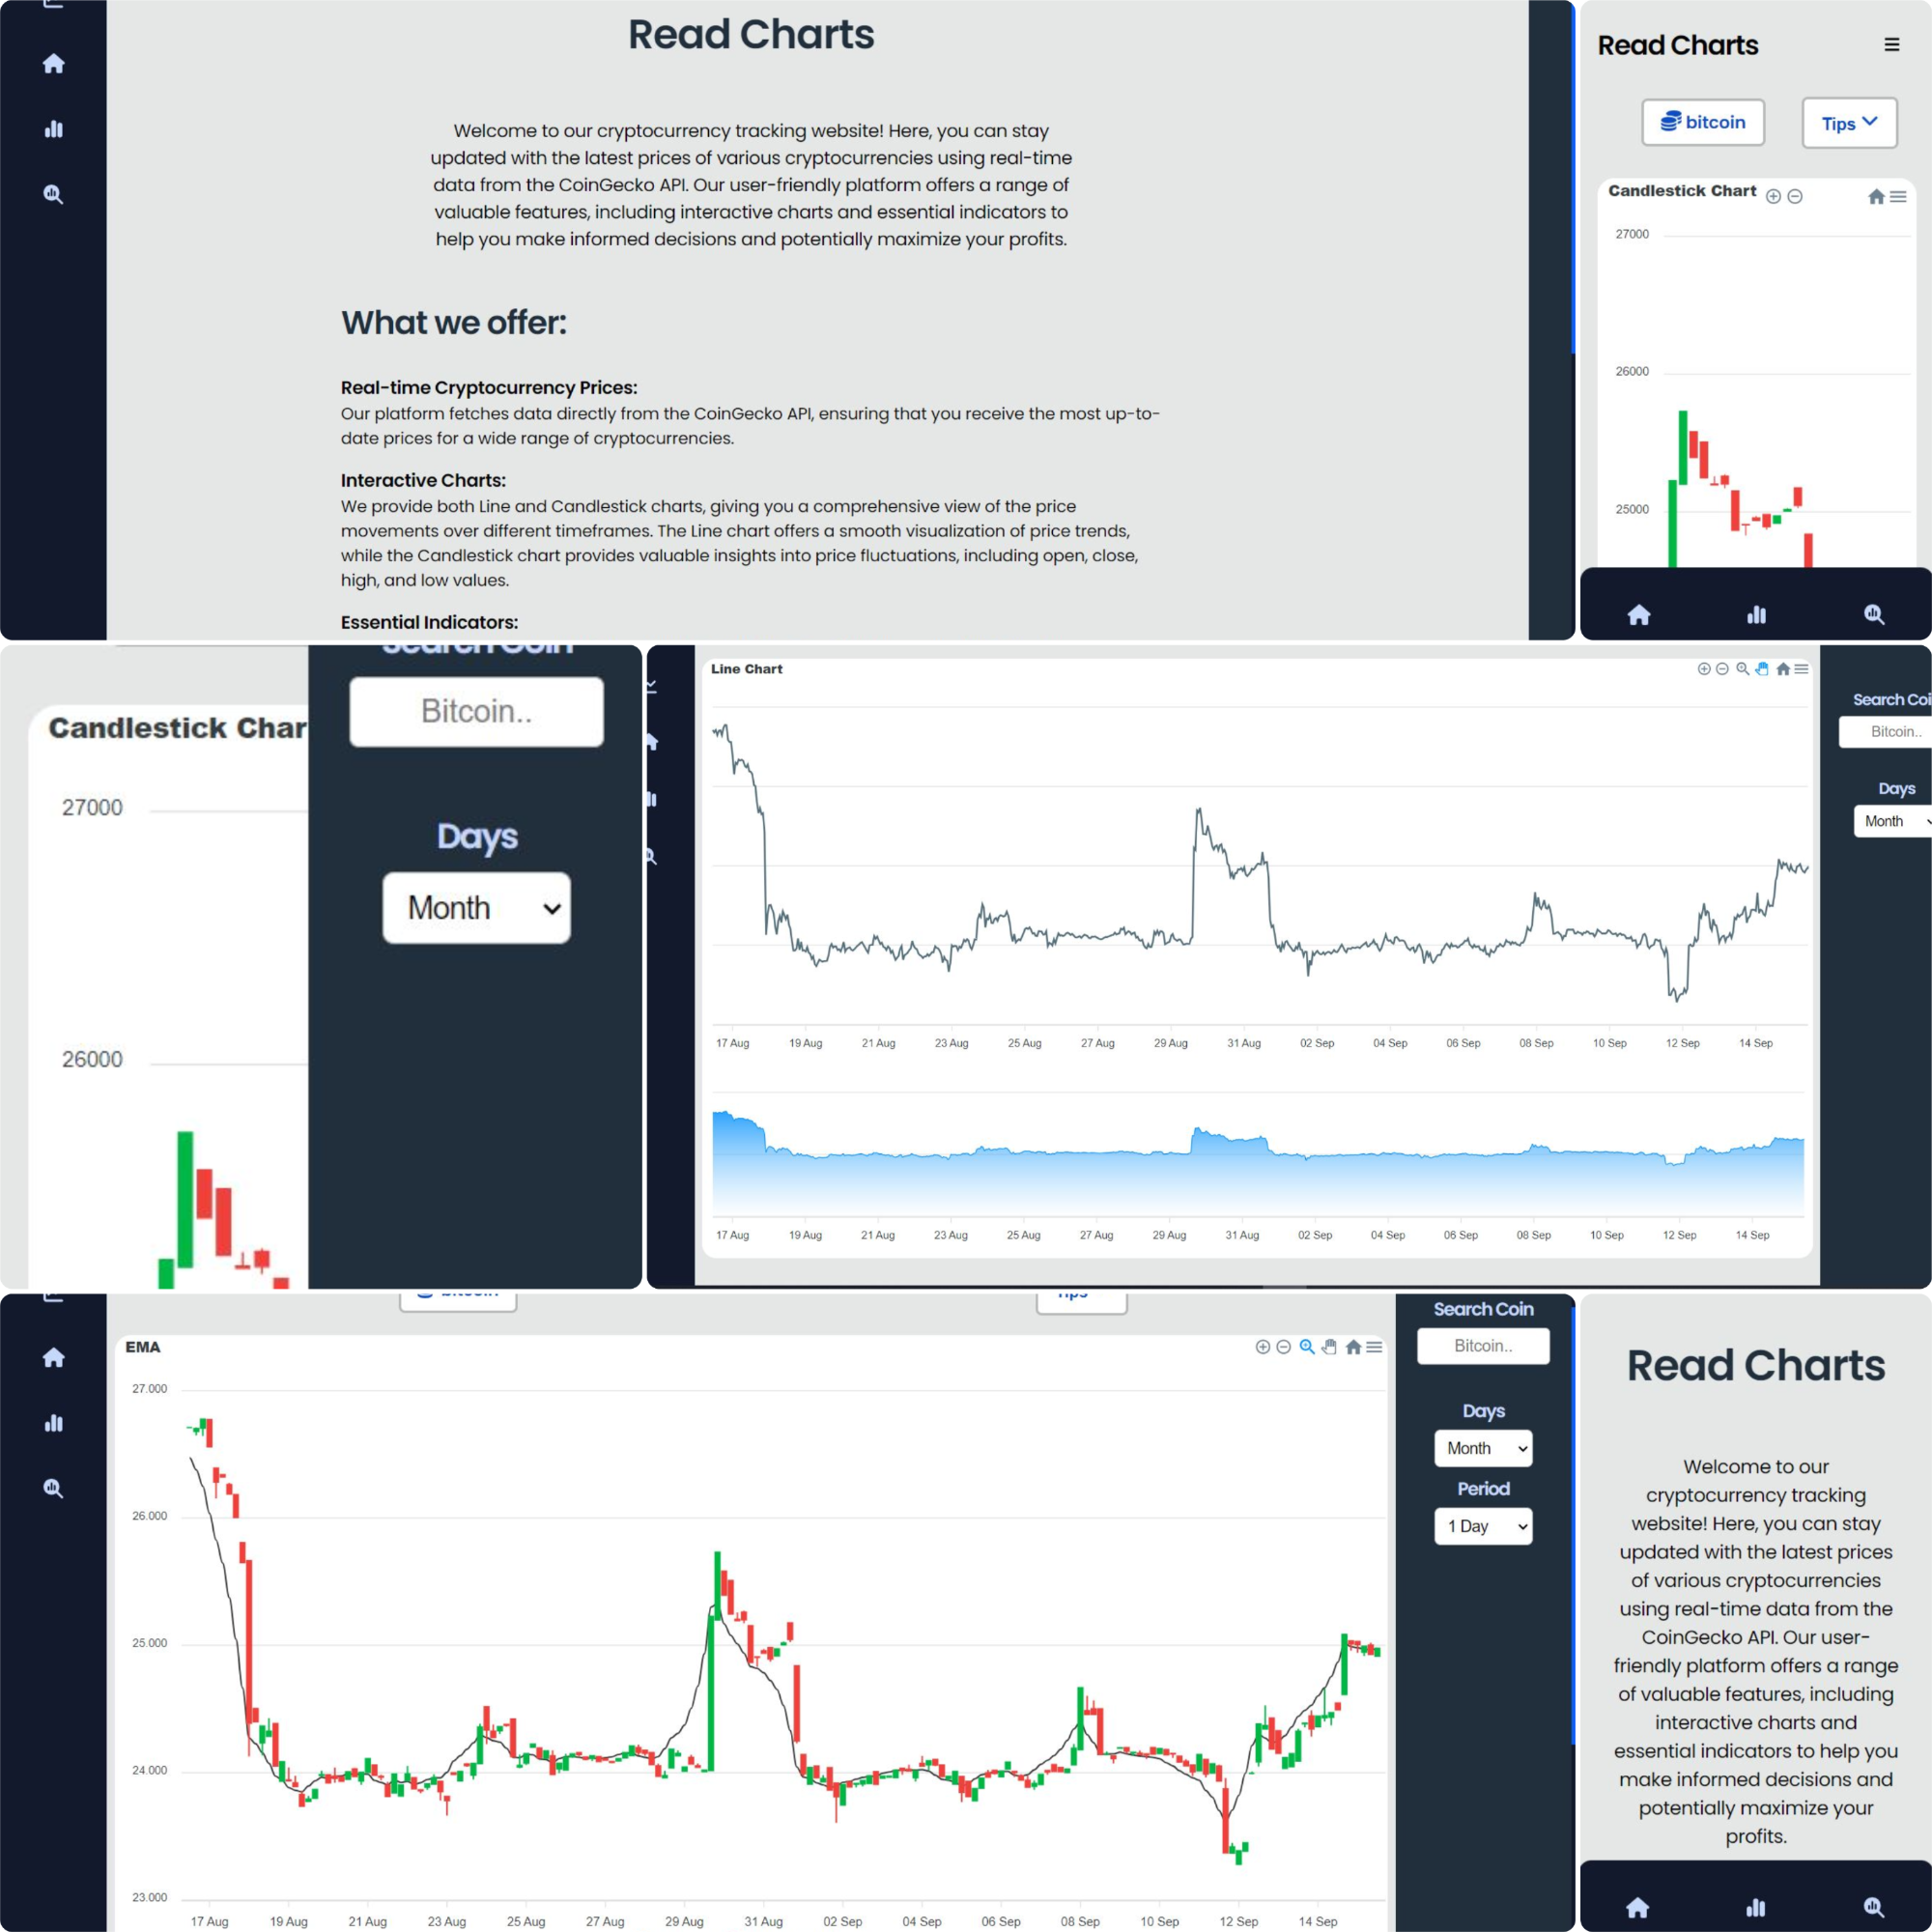 Read Charts
Welcome to our cryptocurrency tracking website! Here, you can stay
updated with the latest prices of various cryptocurrencies using real-time
data from the CoinGecko API. Our user-friendly platform offers a range of
valuable features, including interactive charts and essential indicators to
help you make informed decisions and potentially maximize your profits.
What we offer:
Real-time Cryptocurrency Prices:
Our platform fetches data directly from the CoinGecko API, ensuring that you receive the most up-to-
date prices for a wide range of cryptocurrencies.
Interactive Charts:
We provide both Line and Candlestick charts, giving you a comprehensive view of the price
movements over different timeframes. The Line chart offers a smooth visualization of price trends,
while the Candlestick chart provides valuable insights into price fluctuations, including open, close,
high, and low values.
Essential Indicators:
Read Charts
bitcoin
Tips
Candlestick Chart
27000
26000
25000
Candlestick Char
27000
26000
Search Coin
Bitcoin..
Days
Month
Line Chart
17 Aug 19 Aug 21 Aug 23 Aug 25 Aug 27 Aug 29 Aug 31 Aug 02 Sep 04 Sep 06 Sep 08 Sep 10 Sep 12 Sep 14 Sep
17 Aug 19 Aug 21 Aug 23 Aug 25 Aug 27 Aug 29 Aug 31 Aug 02 Sep 04 Sep 06 Sep 08 Sep 10 Sep 12 Sep 14 Sep
Search Coi
Bitcoin..
Days
Month
bitcoin
Tips
EMA
27.000
26.000
25.000
24.000
23.000
17 Aug 19 Aug 21 Aug 23 Aug 25 Aug 27 Aug 29 Aug 31 Aug 02 Sep 04 Sep 06 Sep 08 Sep 10 Sep 12 Sep 14 Sep
Search Coin
Bitcoin..
Days
Month
Period
1 Day
Read Charts
Welcome to our
cryptocurrency tracking
website! Here, you can stay
updated with the latest prices
of various cryptocurrencies
using real-time data from the
CoinGecko API. Our user-
friendly platform offers a range
of valuable features, including
interactive charts and
essential indicators to help you
make informed decisions and
potentially maximize your
profits.